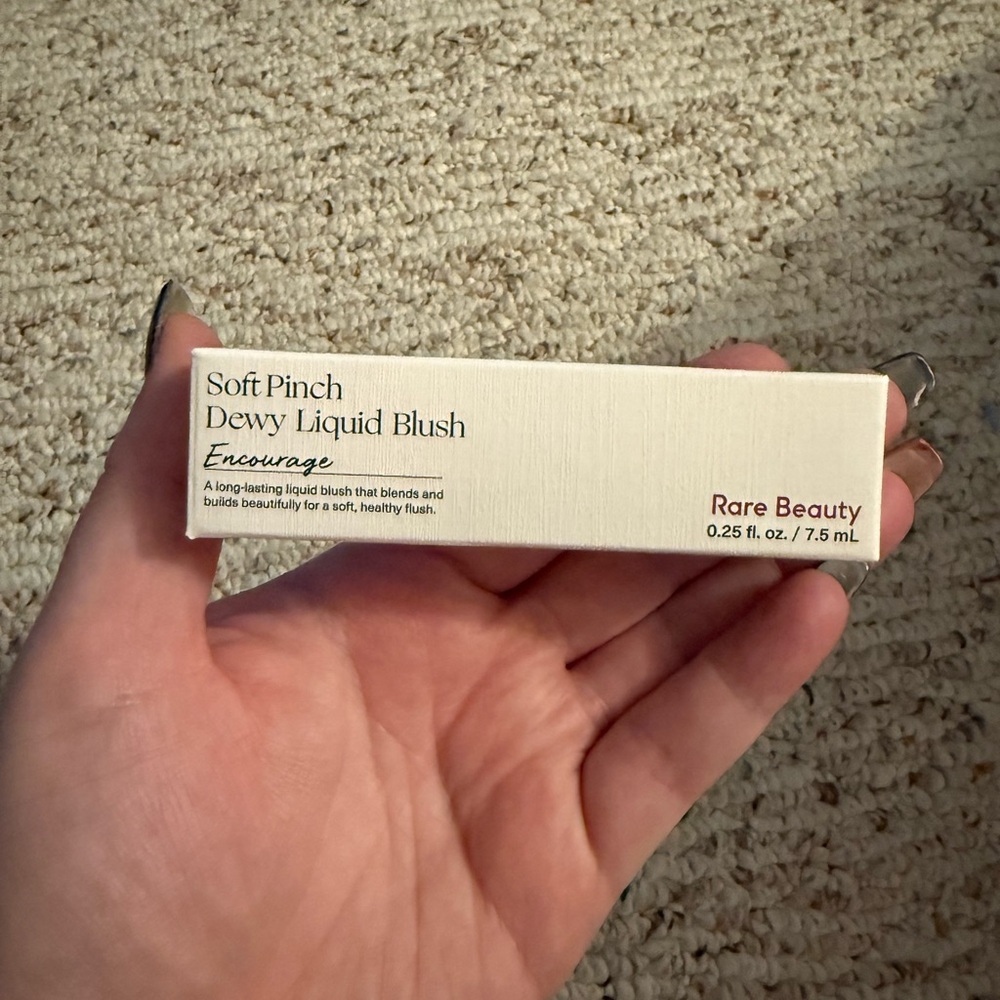 Soft Pinch
Dewy Liquid Blush
Encourage
A long-lasting liquid blush that blends and
builds beautifully for a soft, healthy flush.
Rare Beauty
0.25 fl. oz. / 7.5 mL